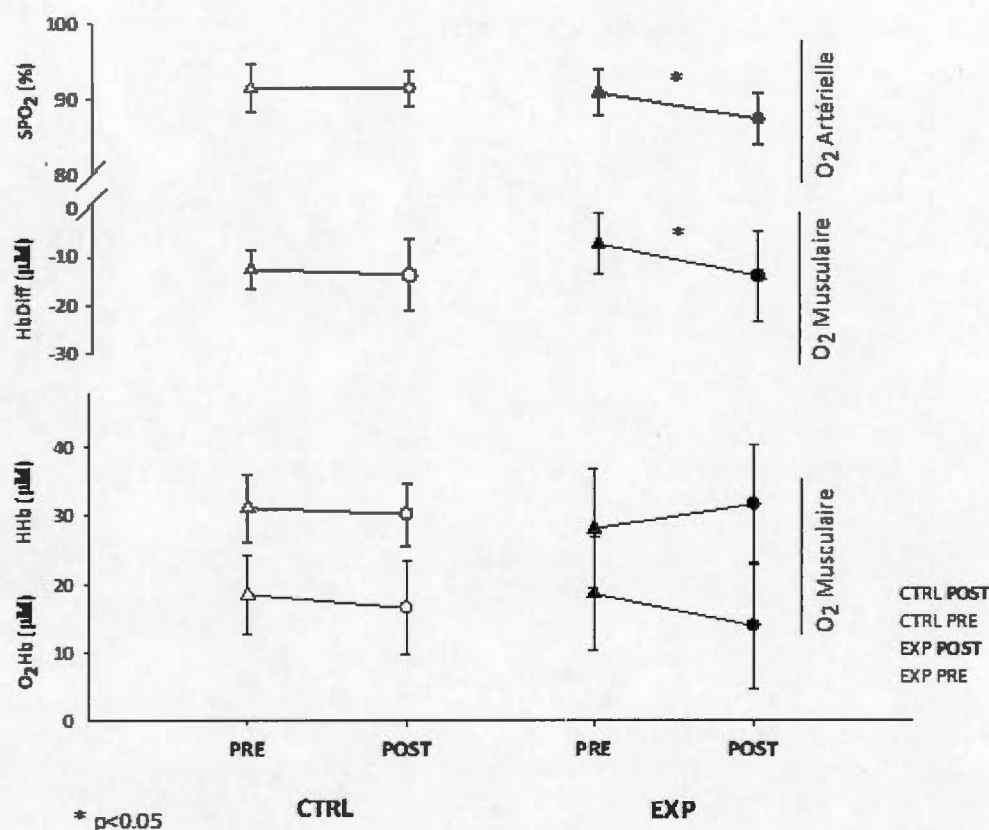 100
90
80
SPO₂ (%)
0
-10
-20
-30
HbDiff (µM)
40
30
20
10
0
HHb (µM)
O₂Hb (µM)
*
*
O₂ Artérielle
O₂ Musculaire
O₂ Musculaire
CTRL POST
CTRL PRE
EXP POST
EXP PRE
PRE POST PRE POST
CTRL EXP
* p<0.05